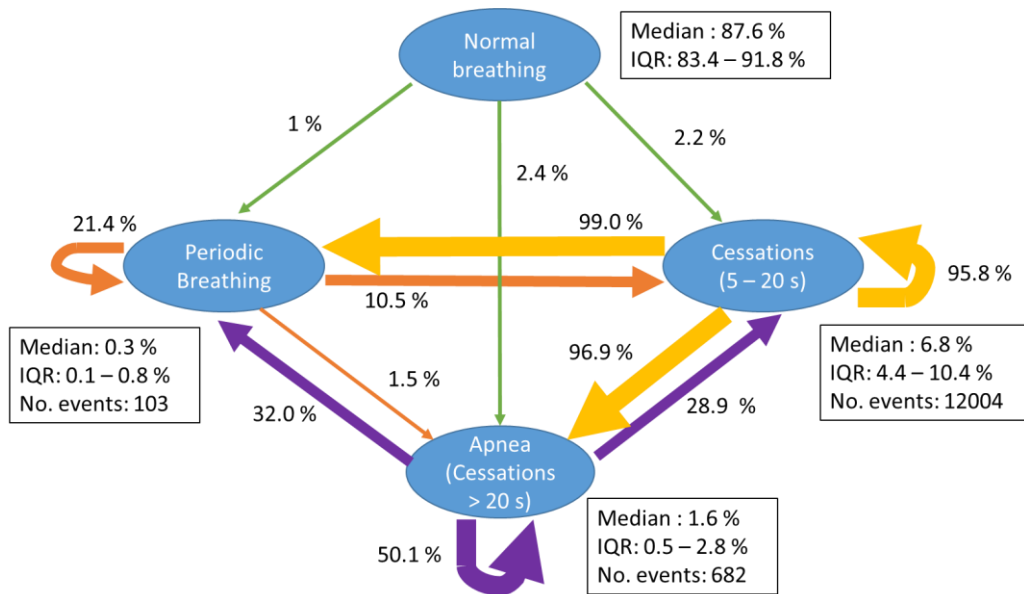 Normal
breathing
Median : 87.6 %
IQR: 83.4 – 91.8 %
1 %
2.4 %
2.2 %
21.4 %
Periodic
Breathing
99.0 %
10.5 %
Cessations
(5 – 20 s)
95.8 %
Median: 0.3 %
IQR: 0.1 – 0.8 %
No. events: 103
32.0 %
1.5 %
96.9 %
28.9 %
Median : 6.8 %
IQR: 4.4 – 10.4 %
No. events: 12004
Apnea
(Cessations
> 20 s)
50.1 %
Median : 1.6 %
IQR: 0.5 – 2.8 %
No. events: 682